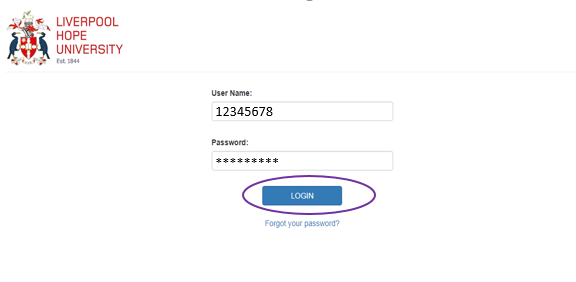 LIVERPOOL
HOPE
UNIVERSITY
Est. 1844
User Name:
12345678
Password:
*********
LOGIN
Forgot your password?